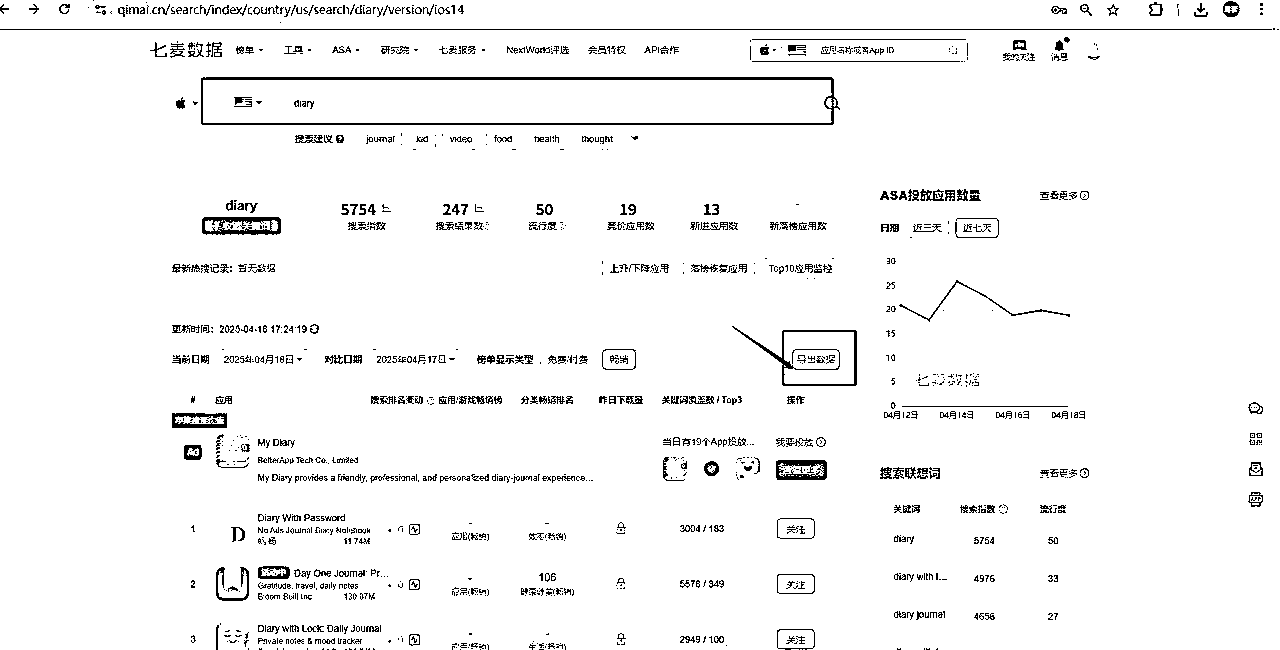 qimai.cn/search/index/country/us/search/diary/version/ios14
七麦数据 榜单 工具 ASA 研究院 七麦服务 NextWorld评选 会员特权 API合作 应用名称或者App ID 我的关注 消息
diary
搜索建议 journal kid video food health thought
diary 5754 247 50 19 13 -
搜索指数 搜索结果数 流行度 竞价应用数 新进应用数 新落榜应用数
最新热搜记录：暂无数据 上升/下降应用 落榜恢复应用 Top10应用监控
更新时间：2025-04-18 17:24:19
当前日期 2025年04月18日 对比日期 2025年04月17日 榜单显示类型 免费/付费 畅销 导出数据
# 应用 搜索排名变动 应用/游戏畅销榜 分类畅销排名 昨日下载量 关键词覆盖数 / Top3 操作
Ad My Diary 当日有19个App投放... 我要投放
BetterApp Tech Co., Limited
My Diary provides a friendly, professional, and personalized diary-journal experience...
1 Diary With Password - - 3004 / 183 关注
No Ads Journal Diary Notebook
杨 杨 11.74M 应用(畅销) 效率(畅销)
2 Day One Journal: Pr... - 106 5578 / 349 关注
Gratitude, travel, daily notes
Bloom Built Inc 130.07M 应用(畅销) 健康健美(畅销)
3 Diary with Lock: Daily Journal - - 2949 / 100 关注
Private notes & mood tracker
ASA投放应用数量 查看更多
日期 近三天 近七天
30
25
20
15
10
5
0
七麦数据
04月12日 04月14日 04月16日 04月18日
搜索联想词 查看更多
关键词 搜索指数 流行度
diary 5754 50
diary with l... 4976 33
diary journal 4656 27